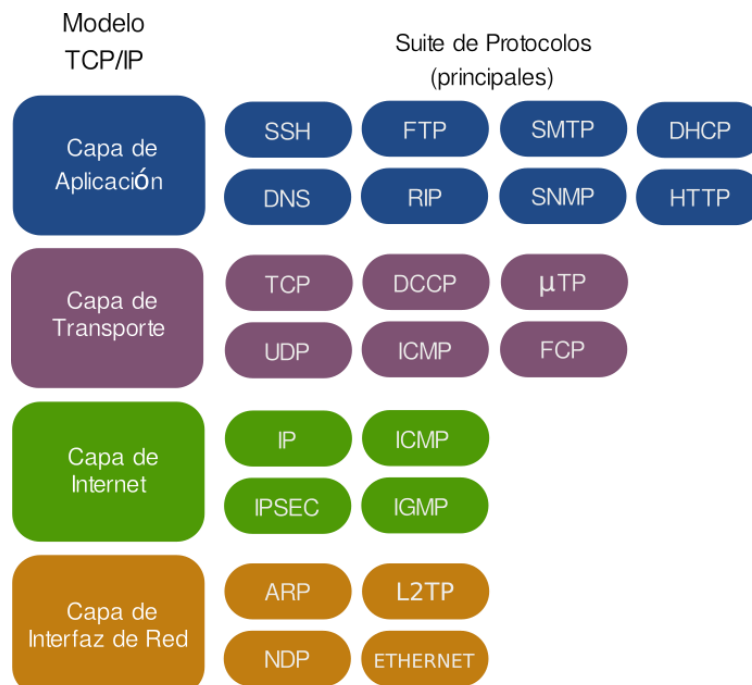 Modelo
TCP/IP
Suite de Protocolos
(principales)
Capa de
Aplicación
SSH
FTP
SMTP
DHCP
DNS
RIP
SNMP
HTTP
Capa de
Transporte
TCP
DCCP
μTP
UDP
ICMP
FCP
Capa de
Internet
IP
ICMP
IPSEC
IGMP
Capa de
Interfaz de Red
ARP
L2TP
NDP
ETHERNET